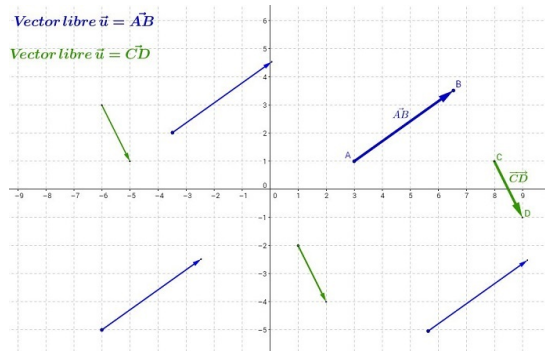 Vector libre u⃗ = AB⃗
Vector libre u⃗ = CD⃗
6
5
4
3
2
1
0
-1
-2
-3
-4
-5
-9 -8 -7 -6 -5 -4 -3 -2 -1 0 1 2 3 4 5 6 7 8 9
A
AB⃗
B
C
CD⃗
D